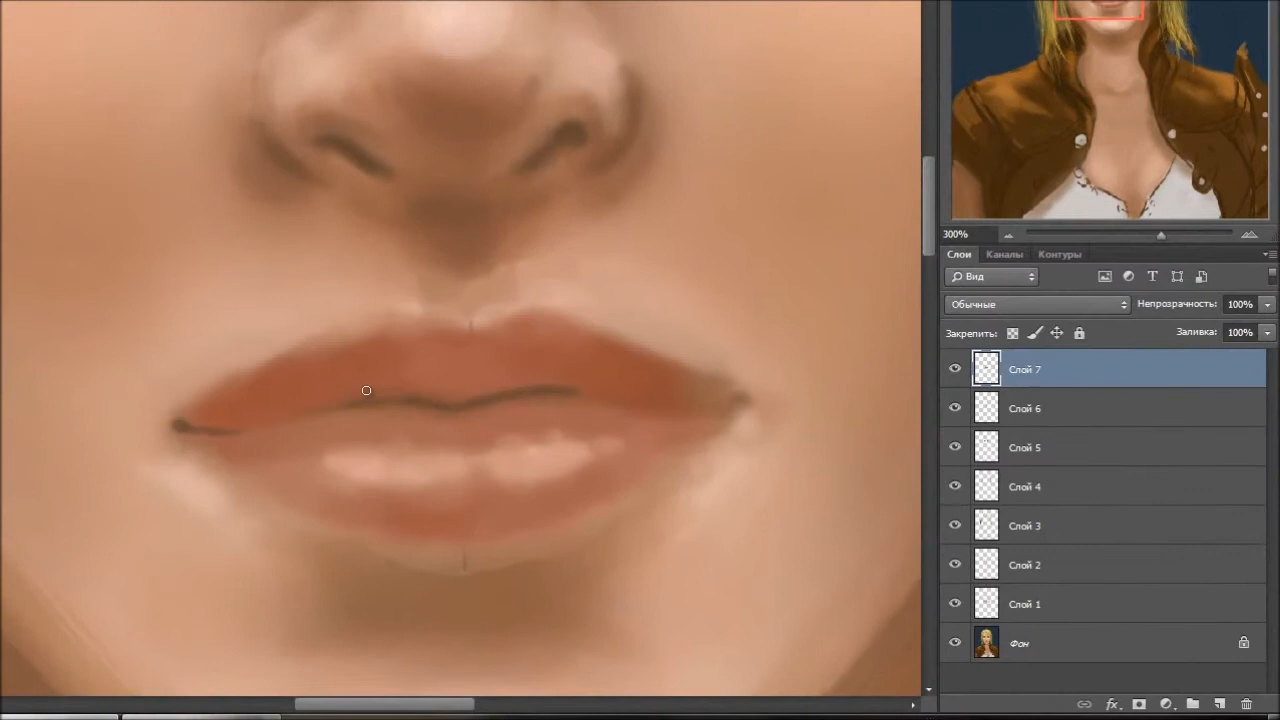 300%
Слои Каналы Контуры
Вид
Обычные Непрозрачность: 100%
Закрепить: Заливка: 100%
Слой 7
Слой 6
Слой 5
Слой 4
Слой 3
Слой 2
Слой 1
Фон
fx